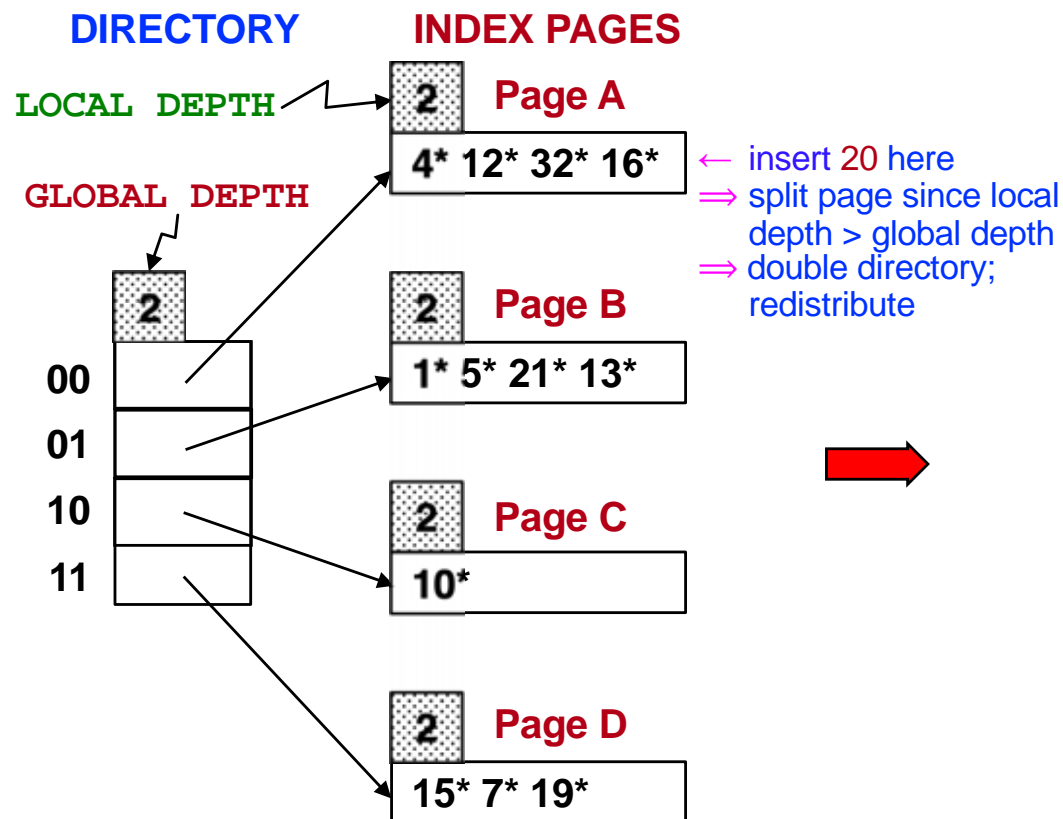 DIRECTORY INDEX PAGES
LOCAL DEPTH
2 Page A
4* 12* 32* 16*
← insert 20 here
⟹ split page since local
depth > global depth
⟹ double directory;
redistribute
GLOBAL DEPTH
2
00
01
10
11
2 Page B
1* 5* 21* 13*
2 Page C
10*
2 Page D
15* 7* 19*